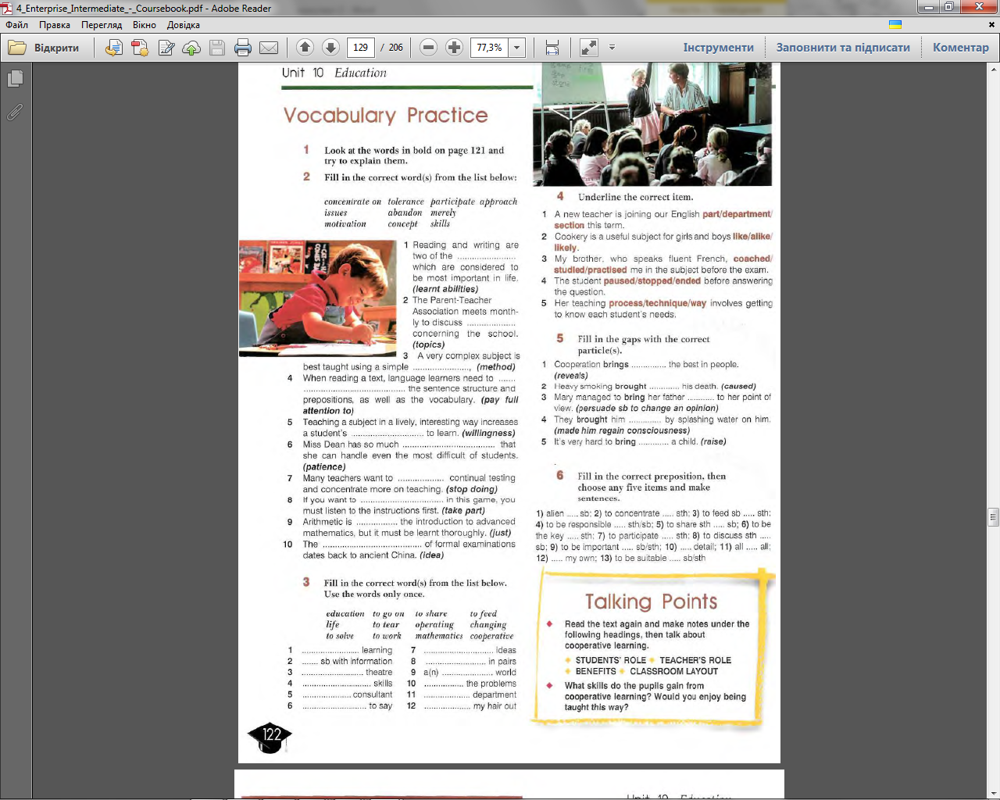 4_Enterprise_Intermediate_-_Coursebook.pdf - Adobe Reader
Файл Правка Перегляд Вікно Довідка
Відкрити 129 / 206 77,3% Інструменти Заповнити та підписати Коментар
Unit 10 Education
Vocabulary Practice
1 Look at the words in bold on page 121 and
try to explain them.
2 Fill in the correct word(s) from the list below:
concentrate on tolerance participate approach
issues abandon merely
motivation concept skills
1 Reading and writing are
two of the ........................
which are considered to
be most important in life.
(learnt abilities)
2 The Parent-Teacher
Association meets month-
ly to discuss ....................
concerning the school.
(topics)
3 A very complex subject is
best taught using a simple ........................, (method)
4 When reading a text, language learners need to .......
.......................................... the sentence structure and
prepositions, as well as the vocabulary. (pay full
attention to)
5 Teaching a subject in a lively, interesting way increases
a student's .............................. to learn. (willingness)
6 Miss Dean has so much ...................................... that
she can handle even the most difficult of students.
(patience)
7 Many teachers want to ................... continual testing
and concentrate more on teaching. (stop doing)
8 If you want to .................................. in this game, you
must listen to the instructions first. (take part)
9 Arithmetic is ................. the introduction to advanced
mathematics, but it must be learnt thoroughly. (just)
10 The ......................................... of formal examinations
dates back to ancient China. (idea)
3 Fill in the correct word(s) from the list below.
Use the words only once.
education to go on to share to feed
life to tear operating changing
to solve to work mathematics cooperative
1 ........................ learning
2 ....... sb with information
3 .......................... theatre
4 ............................. skills
5 .................... consultant
6 ........................... to say
7 ............................. ideas
8 ......................... in pairs
9 a(n) ..................... world
10 ................ the problems
11 ................... department
12 ................... my hair out
122
4 Underline the correct item.
1 A new teacher is joining our English part/department/
section this term.
2 Cookery is a useful subject for girls and boys like/alike/
likely.
3 My brother, who speaks fluent French, coached/
studied/practised me in the subject before the exam.
4 The student paused/stopped/ended before answering
the question.
5 Her teaching process/technique/way involves getting
to know each student's needs.
5 Fill in the gaps with the correct
particle(s).
1 Cooperation brings .............. the best in people.
(reveals)
2 Heavy smoking brought ............ his death. (caused)
3 Mary managed to bring her father ........... to her point of
view. (persuade sb to change an opinion)
4 They brought him ............. by splashing water on him.
(made him regain consciousness)
5 It's very hard to bring ............ a child. (raise)
6 Fill in the correct preposition, then
choose any five items and make
sentences.
1) alien ..... sb; 2) to concentrate ..... sth; 3) to feed sb ..... sth;
4) to be responsible ..... sth/sb; 5) to share sth ..... sb; 6) to be
the key ..... sth; 7) to participate ..... sth; 8) to discuss sth .....
sb; 9) to be important ..... sb/sth; 10) ..... detail; 11) all ..... all;
12) ..... my own; 13) to be suitable ..... sb/sth
Talking Points
Read the text again and make notes under the
following headings, then talk about
cooperative learning.
STUDENTS' ROLE TEACHER'S ROLE
BENEFITS CLASSROOM LAYOUT
What skills do the pupils gain from
cooperative learning? Would you enjoy being
taught this way?
Unit 10 Education